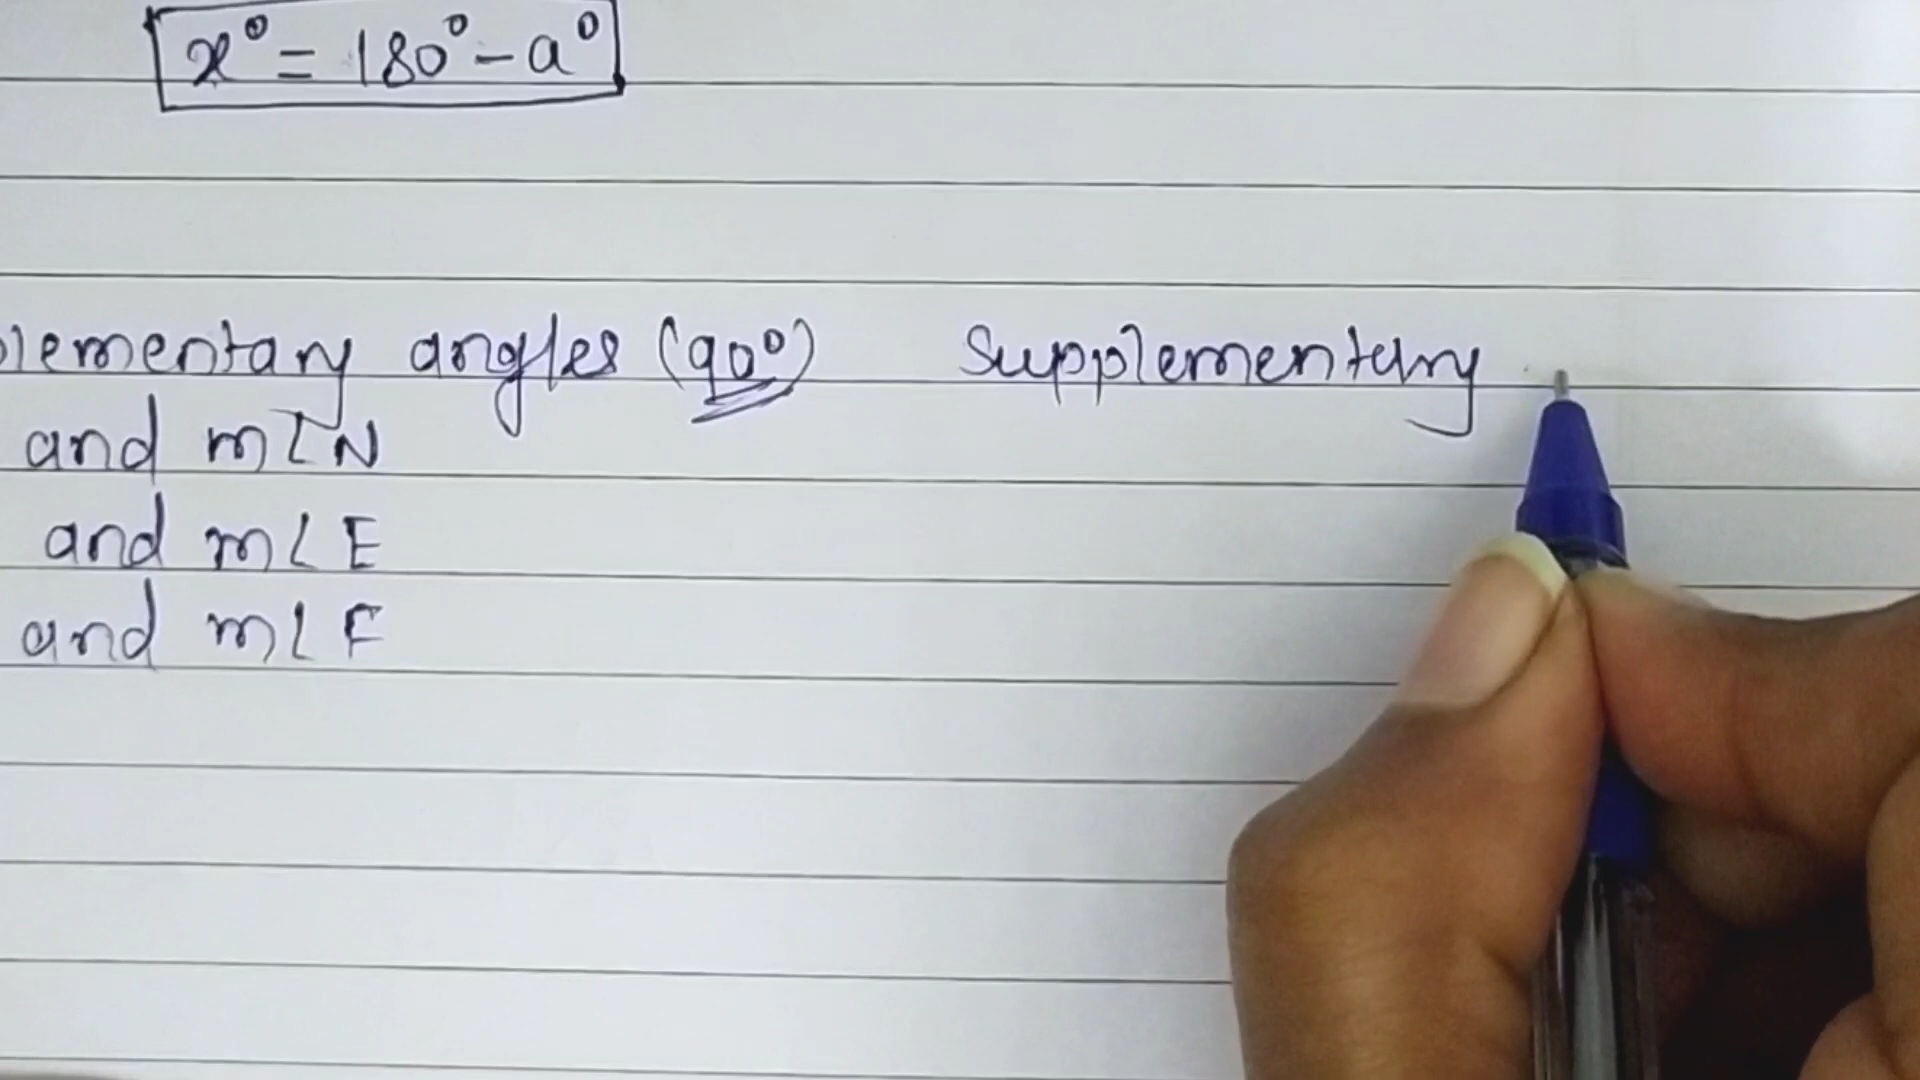 x° = 180° - a°
lementary angles (90°) Supplementary
and m∠N
and m∠E
and m∠F